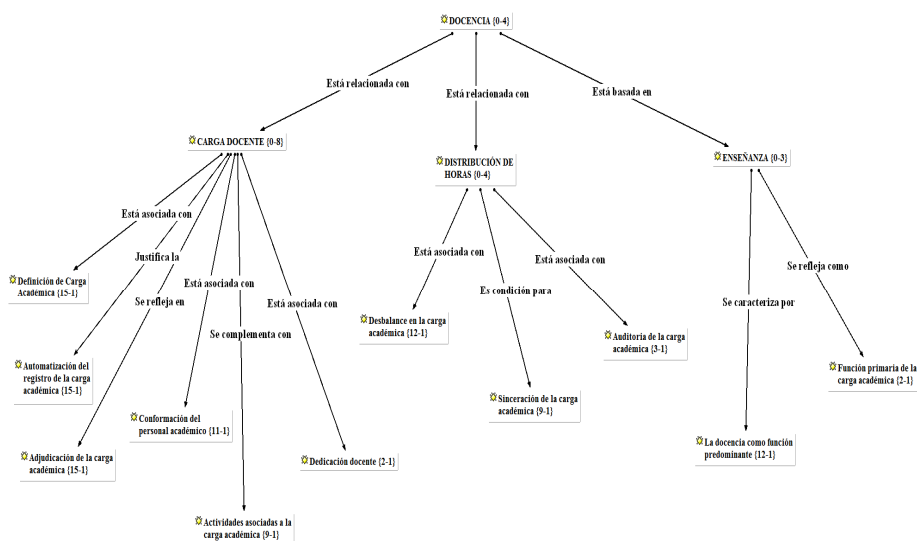 DOCENCIA {0-4}
Está relacionada con
Está relacionada con
Está basada en
CARGA DOCENTE {0-8}
DISTRIBUCIÓN DE
HORAS {0-4}
ENSEÑANZA {0-3}
Está asociada con
Justifica la
Se refleja en
Está asociada con
Se complementa con
Está asociada con
Está asociada con
Es condición para
Está asociada con
Se refleja como
Se caracteriza por
Definición de Carga
Académica {15-1}
Automatización del
registro de la carga
académica {15-1}
Adjudicación de la carga
académica {15-1}
Conformación del
personal académico {11-1}
Actividades asociadas a la
carga académica {9-1}
Dedicación docente {2-1}
Desbalance en la carga
académica {12-1}
Sinceración de la carga
académica {9-1}
Auditoria de la carga
académica {3-1}
La docencia como función
predominante {12-1}
Función primaria de la
carga académica {2-1}